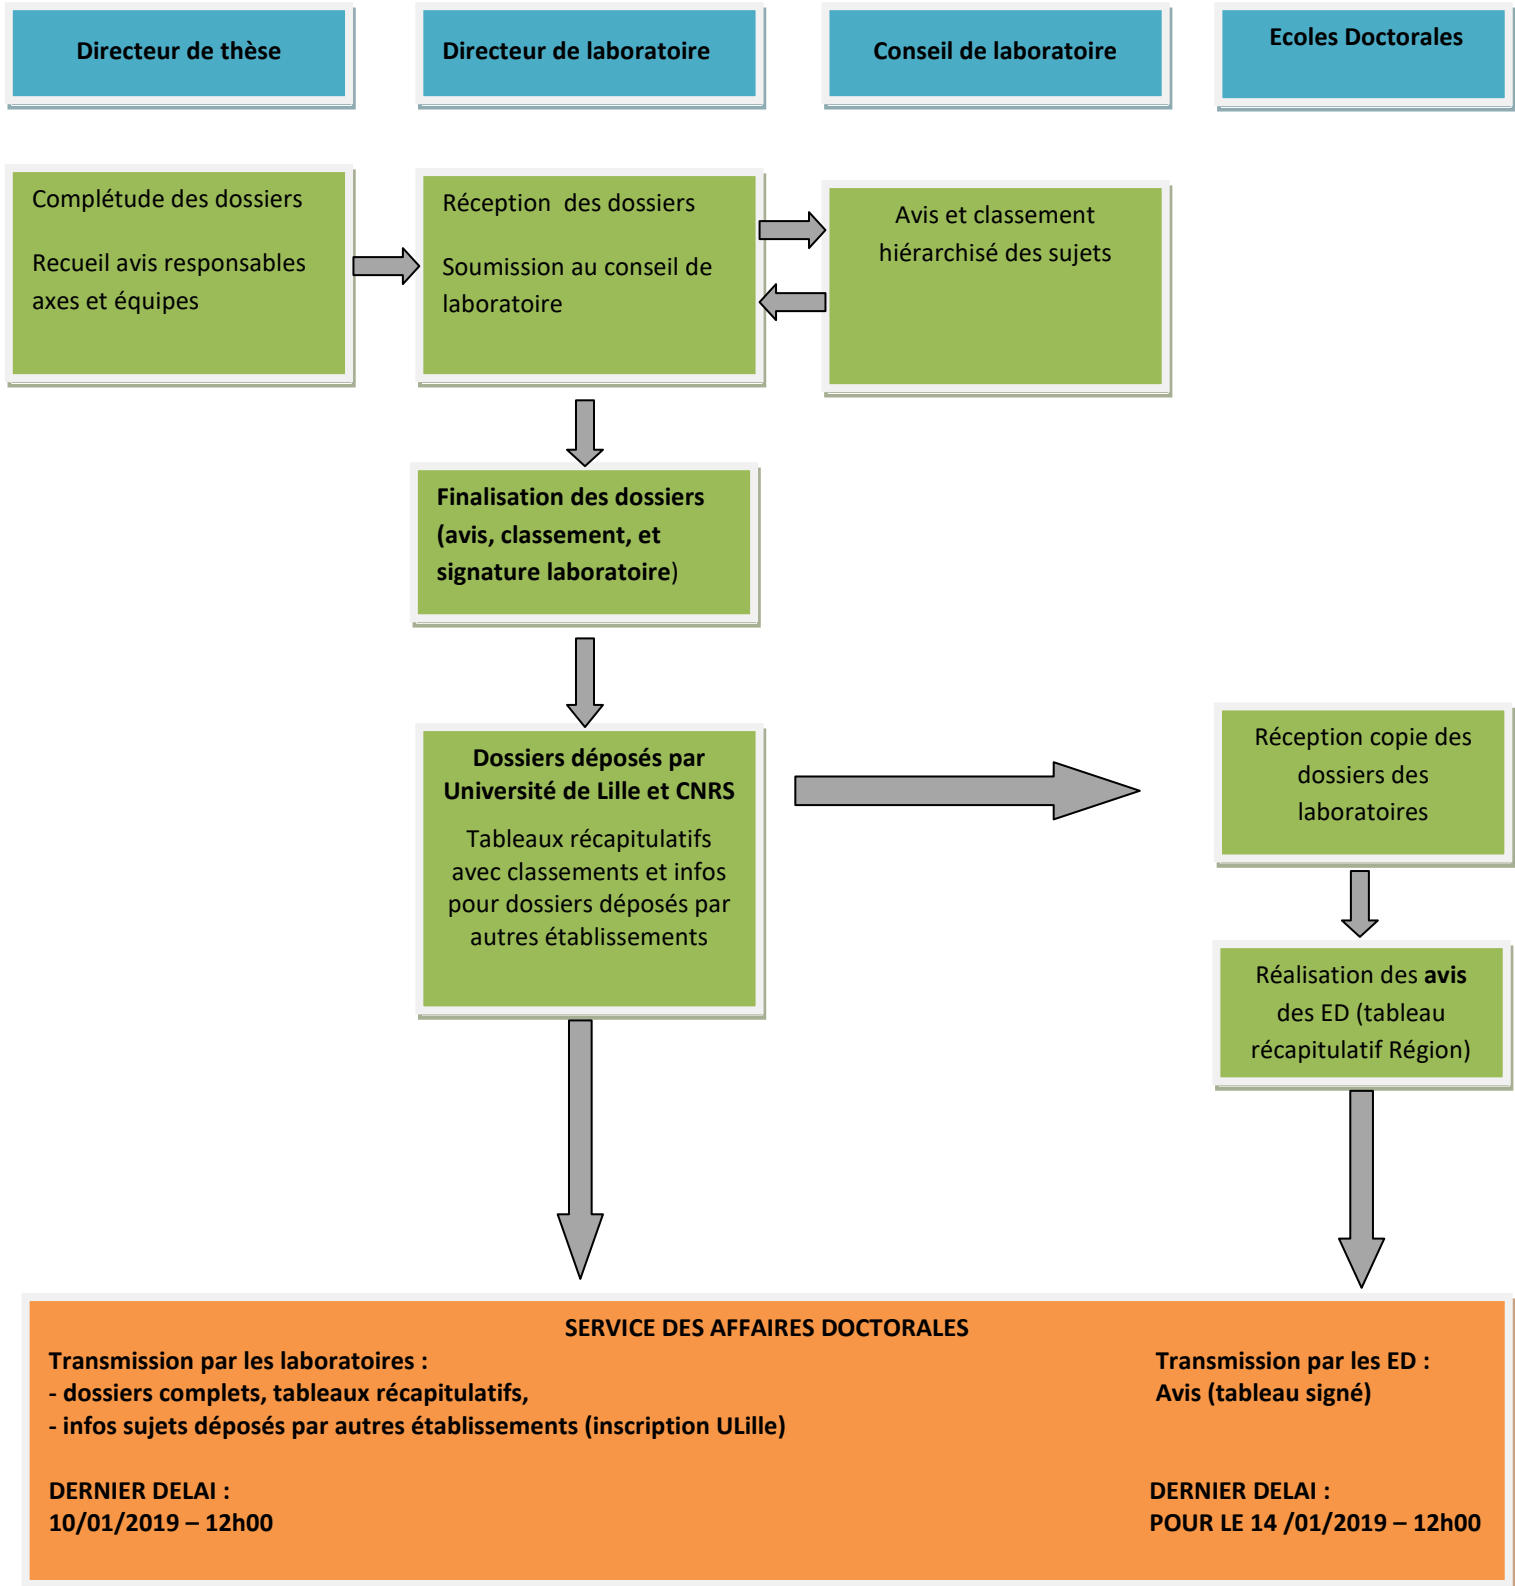 Directeur de thèse
Directeur de laboratoire
Conseil de laboratoire
Ecoles Doctorales
Complétude des dossiers
Recueil avis responsables
axes et équipes
Réception des dossiers
Soumission au conseil de
laboratoire
Avis et classement
hiérarchisé des sujets
Finalisation des dossiers
(avis, classement, et
signature laboratoire)
Dossiers déposés par
Université de Lille et CNRS
Tableaux récapitulatifs
avec classements et infos
pour dossiers déposés par
autres établissements
Réception copie des
dossiers des
laboratoires
Réalisation des avis
des ED (tableau
récapitulatif Région)
SERVICE DES AFFAIRES DOCTORALES
Transmission par les laboratoires :
- dossiers complets, tableaux récapitulatifs,
- infos sujets déposés par autres établissements (inscription ULille)
DERNIER DELAI :
10/01/2019 – 12h00
Transmission par les ED :
Avis (tableau signé)
DERNIER DELAI :
POUR LE 14 /01/2019 – 12h00